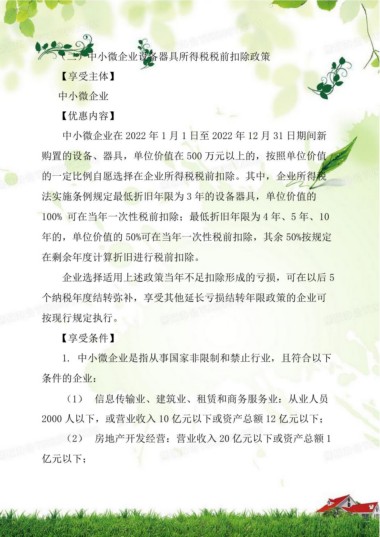 （二）中小微企业设备器具所得税税前扣除政策
【享受主体】
中小微企业
【优惠内容】
中小微企业在 2022 年 1 月 1 日至 2022 年 12 月 31 日期间新
购置的设备、器具，单位价值在 500 万元以上的，按照单位价值
的一定比例自愿选择在企业所得税税前扣除。其中，企业所得税
法实施条例规定最低折旧年限为 3 年的设备器具，单位价值的
100% 可在当年一次性税前扣除；最低折旧年限为 4 年、5 年、10
年的，单位价值的 50%可在当年一次性税前扣除，其余 50%按规定
在剩余年度计算折旧进行税前扣除。
企业选择适用上述政策当年不足扣除形成的亏损，可在以后 5
个纳税年度结转弥补，享受其他延长亏损结转年限政策的企业可
按现行规定执行。
【享受条件】
1. 中小微企业是指从事国家非限制和禁止行业，且符合以下
条件的企业：
（1） 信息传输业、建筑业、租赁和商务服务业：从业人员
2000 人以下，或营业收入 10 亿元以下或资产总额 12 亿元以下；
（2） 房地产开发经营：营业收入 20 亿元以下或资产总额 1
亿元以下；